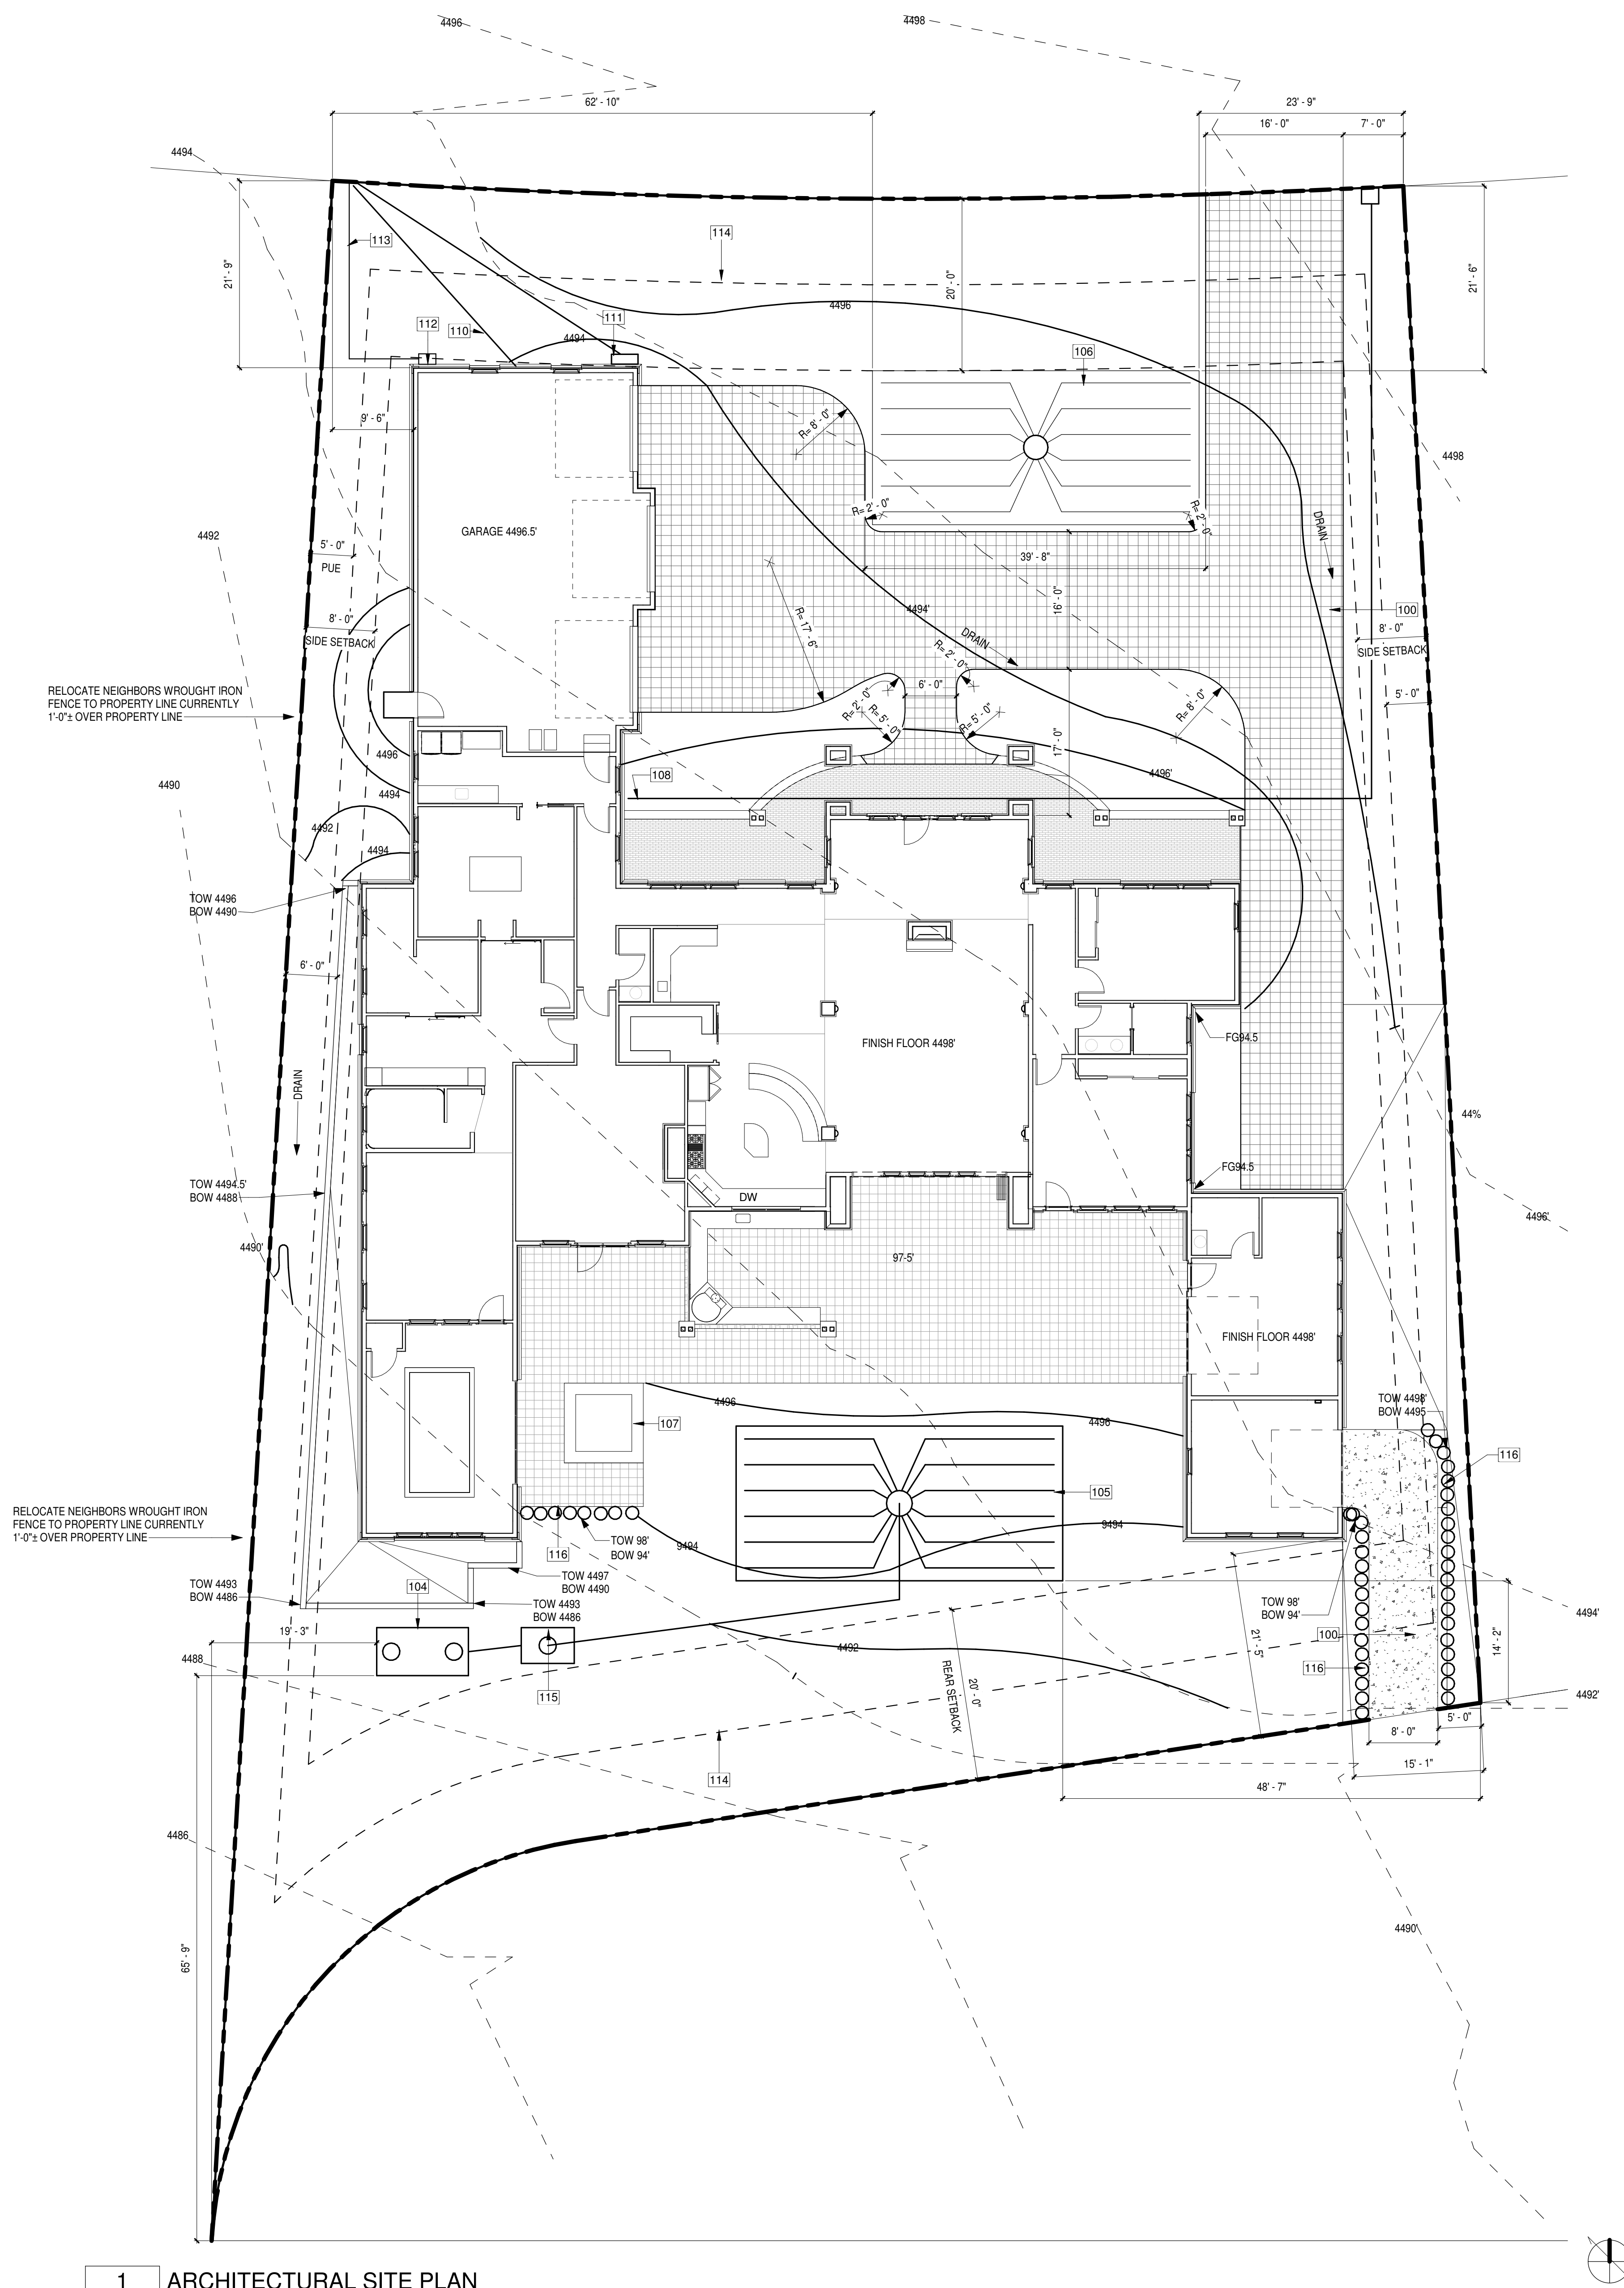 4496
4498
62' - 10"
23' - 9"
16' - 0"
7' - 0"
4494
113
114
21' - 9"
20' - 0"
21' - 6"
4496
112
110
111
4494
106
9' - 6"
R= 8' - 0"
4498
R= 2' - 0"
R= 2' - 0"
DRAIN
GARAGE 4496.5'
4492
5' - 0"
PUE
39' - 8"
16' - 0"
R= 17' - 6"
4494'
100
8' - 0"
SIDE SETBACK
DRAIN
8' - 0"
SIDE SETBACK
R= 2' - 0"
6' - 0"
RELOCATE NEIGHBORS WROUGHT IRON
FENCE TO PROPERTY LINE CURRENTLY
1'-0"± OVER PROPERTY LINE
R= 2' - 0"
R= 5' - 0"
R= 5' - 0"
R= 8' - 0"
5' - 0"
17' - 0"
4496
4490
108
4496'
4494
4492
4494
TOW 4496
BOW 4490
6' - 0"
FINISH FLOOR 4498'
FG94.5
DRAIN
44%
FG94.5
TOW 4494.5'
BOW 4488
DW
4496'
4490'
97-5'
FINISH FLOOR 4498'
4496
4496
TOW 4498'
BOW 4495
107
116
105
RELOCATE NEIGHBORS WROUGHT IRON
FENCE TO PROPERTY LINE CURRENTLY
1'-0"± OVER PROPERTY LINE
9494
9494
TOW 98'
BOW 94'
116
TOW 4497
BOW 4490
TOW 4493
BOW 4486
104
TOW 4493
BOW 4486
TOW 98'
BOW 94'
4494'
19' - 3"
100
21' - 5"
14' - 2"
4488
4492
116
REAR SETBACK
20' - 0"
115
4492'
5' - 0"
8' - 0"
15' - 1"
114
48' - 7"
4486
4490'
65' - 9"
1
ARCHITECTURAL SITE PLAN